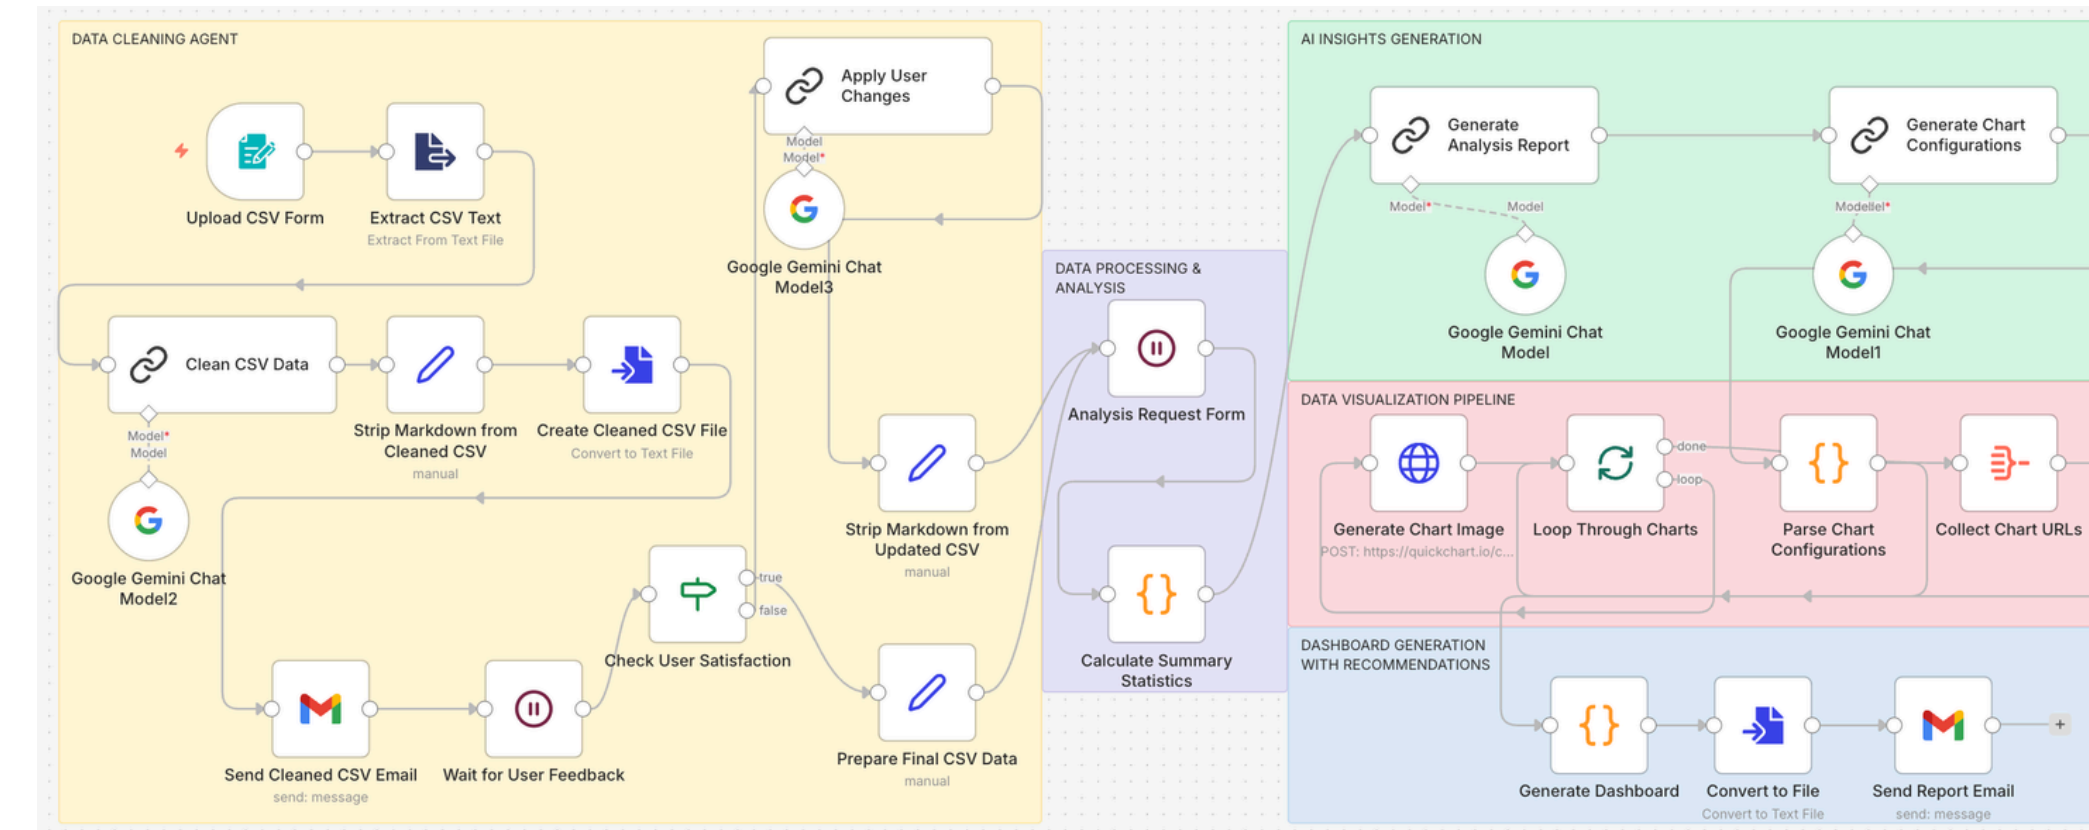 DATA CLEANING AGENT
Apply User
Changes
Model
Model*
Google Gemini Chat
Model3
Upload CSV Form
Extract CSV Text
Extract From Text File
Clean CSV Data
Model*
Model
Google Gemini Chat
Model2
Strip Markdown from
Cleaned CSV
manual
Create Cleaned CSV File
Convert to Text File
Strip Markdown from
Updated CSV
manual
Check User Satisfaction
true
false
Send Cleaned CSV Email
send: message
Wait for User Feedback
Prepare Final CSV Data
manual
DATA PROCESSING &
ANALYSIS
Analysis Request Form
Calculate Summary
Statistics
AI INSIGHTS GENERATION
Generate
Analysis Report
Model*
Model
Google Gemini Chat
Model
Generate Chart
Configurations
Google Gemini Chat
Model1
DATA VISUALIZATION PIPELINE
Generate Chart Image
POST: https://quickchart.io/c...
Loop Through Charts
done
loop
Parse Chart
Configurations
Collect Chart URLs
DASHBOARD GENERATION
WITH RECOMMENDATIONS
Generate Dashboard
Convert to File
Convert to Text File
Send Report Email
send: message
+